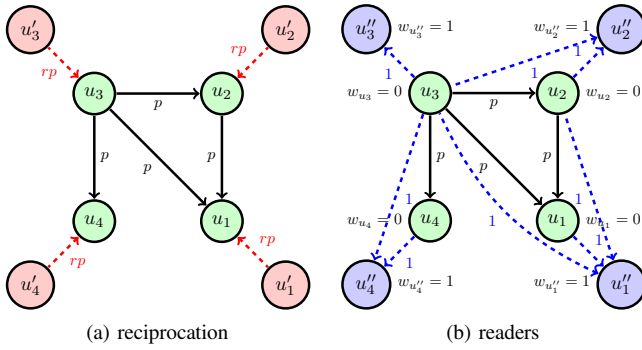 u′₃ u′₂ u″₃ w_{u″₃} = 1 w_{u″₂} = 1 u″₂
rp rp 1 1
u₃ p u₂ w_{u₃} = 0 u₃ p u₂ w_{u₂} = 0
p p p p p p
u₄ u₁ w_{u₄} = 0 1 u₄ 1 u₁ 1 w_{u₁} = 0
rp rp 1 1
u′₄ u′₁ u″₄ w_{u″₄} = 1 w_{u″₁} = 1 u″₁
(a) reciprocation (b) readers